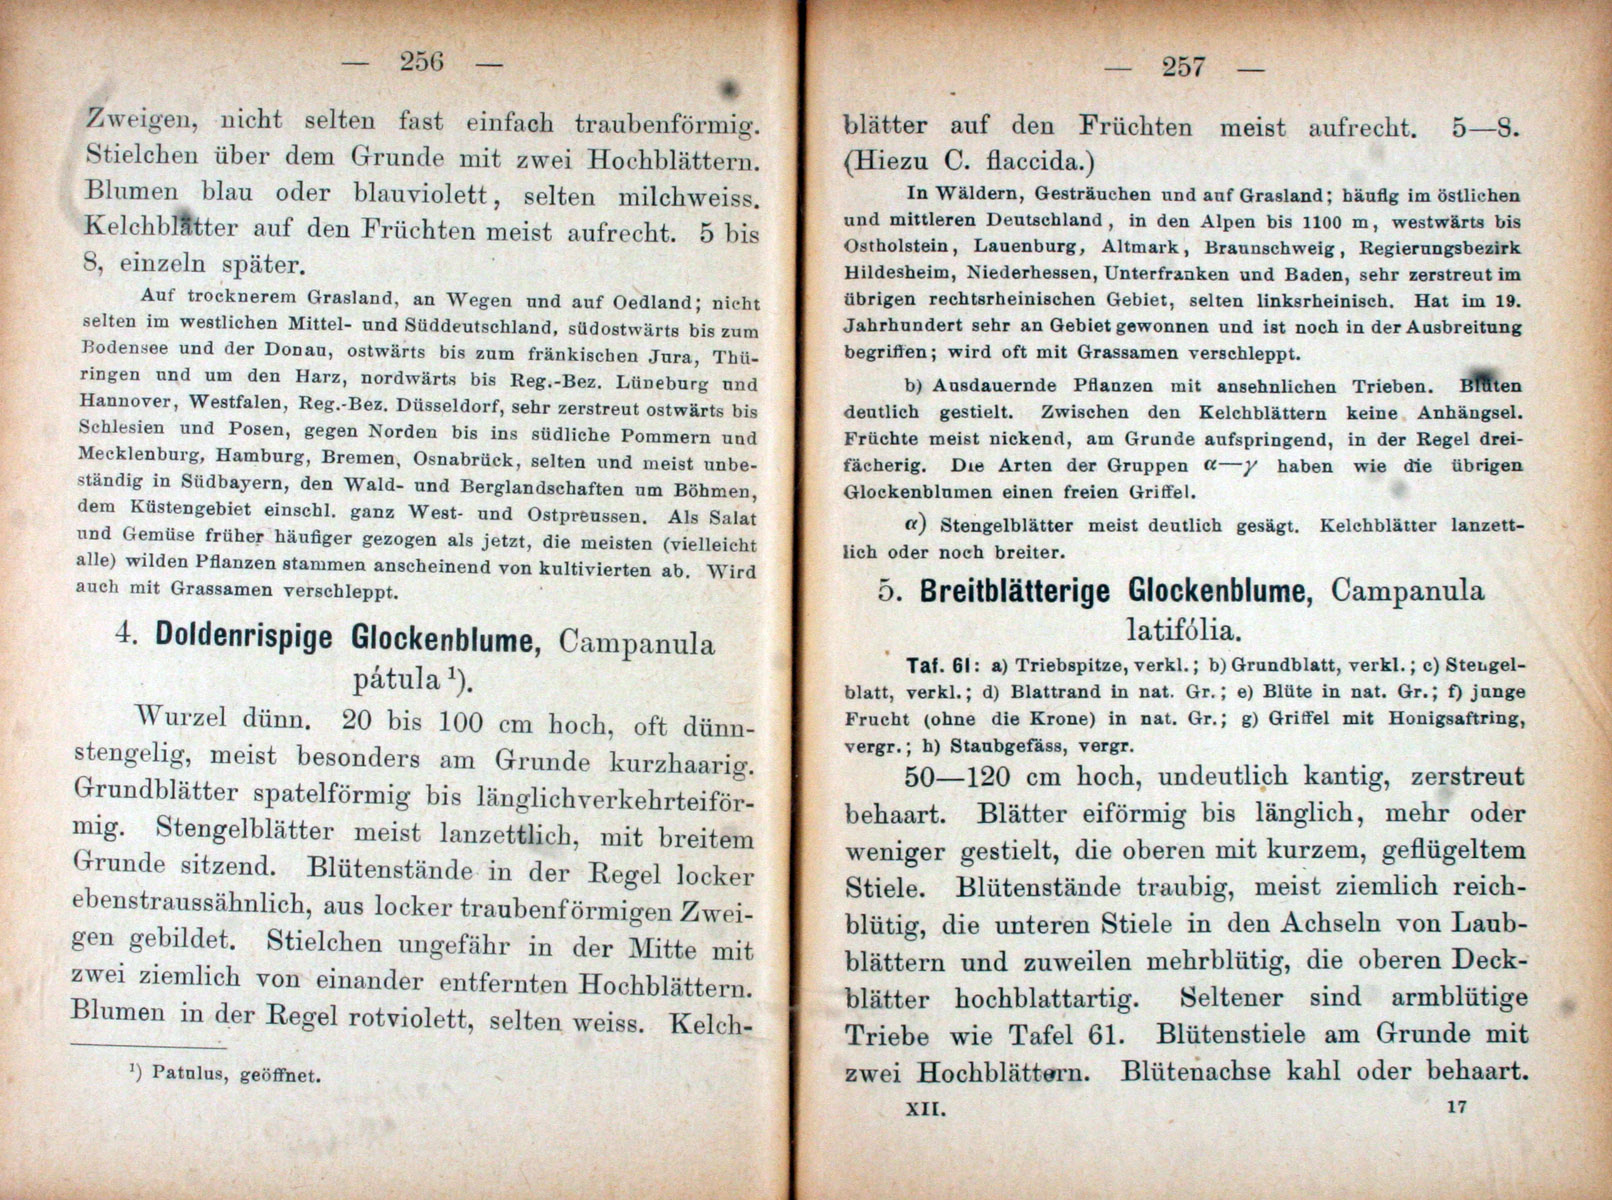 — 256 —
Zweigen, nicht selten fast einfach traubenförmig.
Stielchen über dem Grunde mit zwei Hochblättern.
Blumen blau oder blauviolett, selten milchweiss.
Kelchblätter auf den Früchten meist aufrecht. 5 bis
8, einzeln später.
Auf trocknerem Grasland, an Wegen und auf Oedland; nicht
selten im westlichen Mittel- und Süddeutschland, südostwärts bis zum
Bodensee und der Donau, ostwärts bis zum fränkischen Jura, Thü-
ringen und um den Harz, nordwärts bis Reg.-Bez. Lüneburg und
Hannover, Westfalen, Reg.-Bez. Düsseldorf, sehr zerstreut ostwärts bis
Schlesien und Posen, gegen Norden bis ins südliche Pommern und
Mecklenburg, Hamburg, Bremen, Osnabrück, selten und meist unbe-
ständig in Südbayern, den Wald- und Berglandschaften um Böhmen,
dem Küstengebiet einschl. ganz West- und Ostpreussen. Als Salat
und Gemüse früher häufiger gezogen als jetzt, die meisten (vielleicht
alle) wilden Pflanzen stammen anscheinend von kultivierten ab. Wird
auch mit Grassamen verschleppt.
4. Doldenrispige Glockenblume, Campanula
pátula ¹).
Wurzel dünn. 20 bis 100 cm hoch, oft dünn-
stengelig, meist besonders am Grunde kurzhaarig.
Grundblätter spatelförmig bis länglichverkehrteiför-
mig. Stengelblätter meist lanzettlich, mit breitem
Grunde sitzend. Blütenstände in der Regel locker
ebenstraussähnlich, aus locker traubenförmigen Zwei-
gen gebildet. Stielchen ungefähr in der Mitte mit
zwei ziemlich von einander entfernten Hochblättern.
Blumen in der Regel rotviolett, selten weiss. Kelch-
¹) Patulus, geöffnet.
— 257 —
blätter auf den Früchten meist aufrecht. 5—8.
(Hiezu C. flaccida.)
In Wäldern, Gesträuchen und auf Grasland; häufig im östlichen
und mittleren Deutschland, in den Alpen bis 1100 m, westwärts bis
Ostholstein, Lauenburg, Altmark, Braunschweig, Regierungsbezirk
Hildesheim, Niederhessen, Unterfranken und Baden, sehr zerstreut im
übrigen rechtsrheinischen Gebiet, selten linksrheinisch. Hat im 19.
Jahrhundert sehr an Gebiet gewonnen und ist noch in der Ausbreitung
begriffen; wird oft mit Grassamen verschleppt.
b) Ausdauernde Pflanzen mit ansehnlichen Trieben. Blüten
deutlich gestielt. Zwischen den Kelchblättern keine Anhängsel.
Früchte meist nickend, am Grunde aufspringend, in der Regel drei-
fächerig. Die Arten der Gruppen α—γ haben wie die übrigen
Glockenblumen einen freien Griffel.
α) Stengelblätter meist deutlich gesägt. Kelchblätter lanzett-
lich oder noch breiter.
5. Breitblätterige Glockenblume, Campanula
latifólia.
Taf. 61: a) Triebspitze, verkl.; b) Grundblatt, verkl.; c) Stengel-
blatt, verkl.; d) Blattrand in nat. Gr.; e) Blüte in nat. Gr.; f) junge
Frucht (ohne die Krone) in nat. Gr.; g) Griffel mit Honigsaftring,
vergr.; h) Staubgefäss, vergr.
50—120 cm hoch, undeutlich kantig, zerstreut
behaart. Blätter eiförmig bis länglich, mehr oder
weniger gestielt, die oberen mit kurzem, geflügeltem
Stiele. Blütenstände traubig, meist ziemlich reich-
blütig, die unteren Stiele in den Achseln von Laub-
blättern und zuweilen mehrblütig, die oberen Deck-
blätter hochblattartig. Seltener sind armblütige
Triebe wie Tafel 61. Blütenstiele am Grunde mit
zwei Hochblättern. Blütenachse kahl oder behaart.
XII. 17